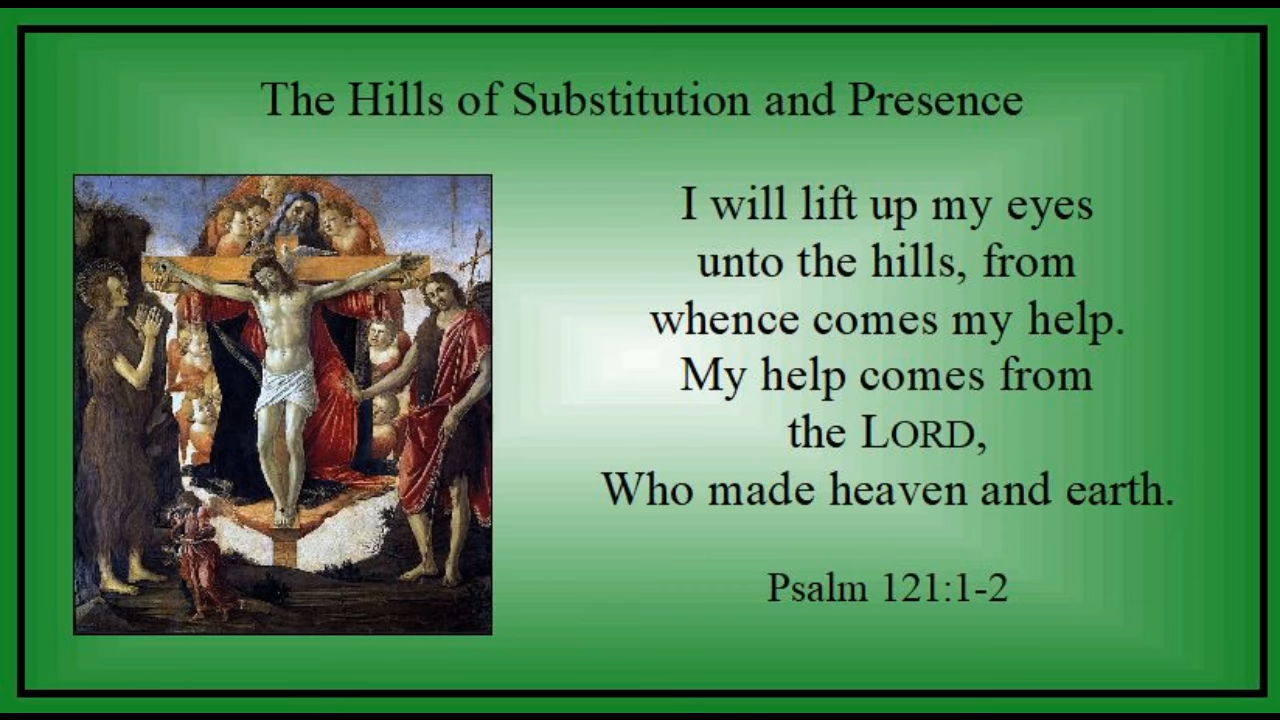 The Hills of Substitution and Presence
I will lift up my eyes
unto the hills, from
whence comes my help.
My help comes from
the LORD,
Who made heaven and earth.
Psalm 121:1-2